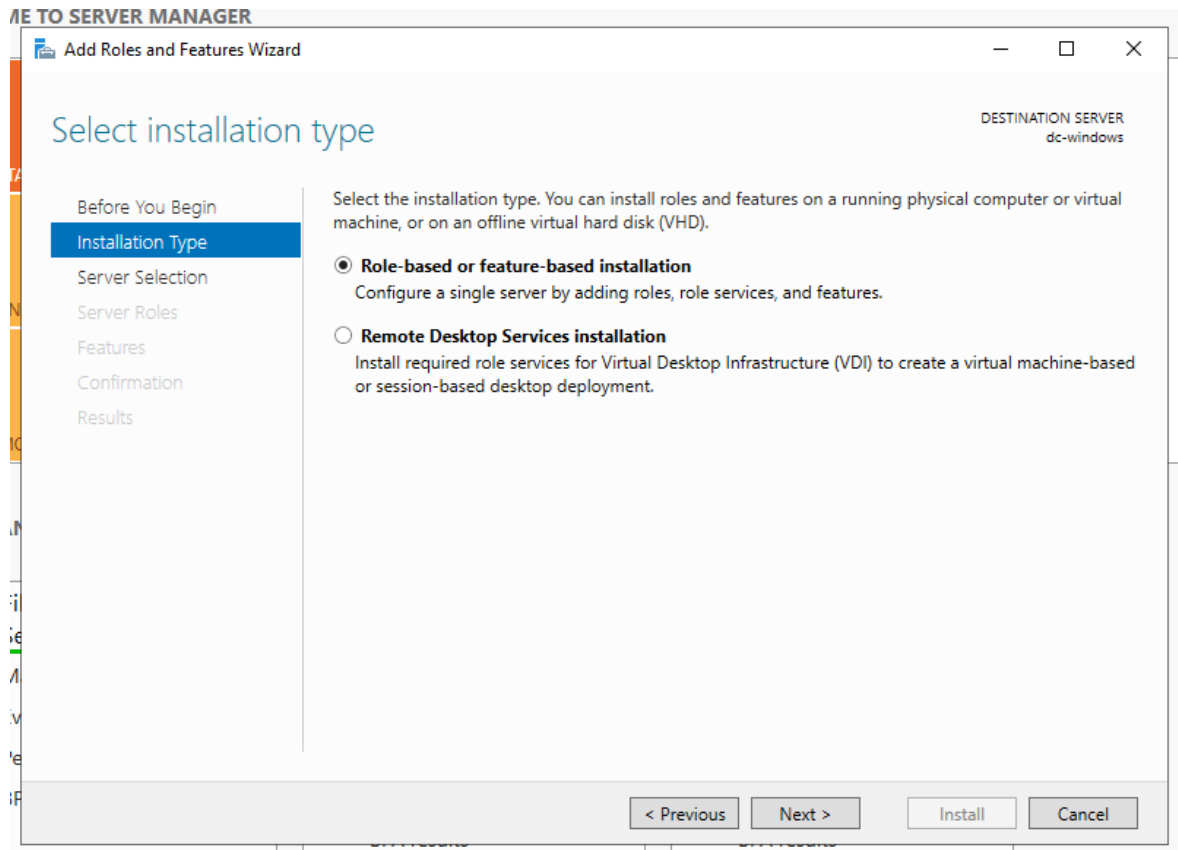 TO SERVER MANAGER
Add Roles and Features Wizard
Select installation type
DESTINATION SERVER
dc-windows
Before You Begin
Installation Type
Server Selection
Server Roles
Features
Confirmation
Results
Select the installation type. You can install roles and features on a running physical computer or virtual
machine, or on an offline virtual hard disk (VHD).
Role-based or feature-based installation
Configure a single server by adding roles, role services, and features.
Remote Desktop Services installation
Install required role services for Virtual Desktop Infrastructure (VDI) to create a virtual machine-based
or session-based desktop deployment.
< Previous
Next >
Install
Cancel